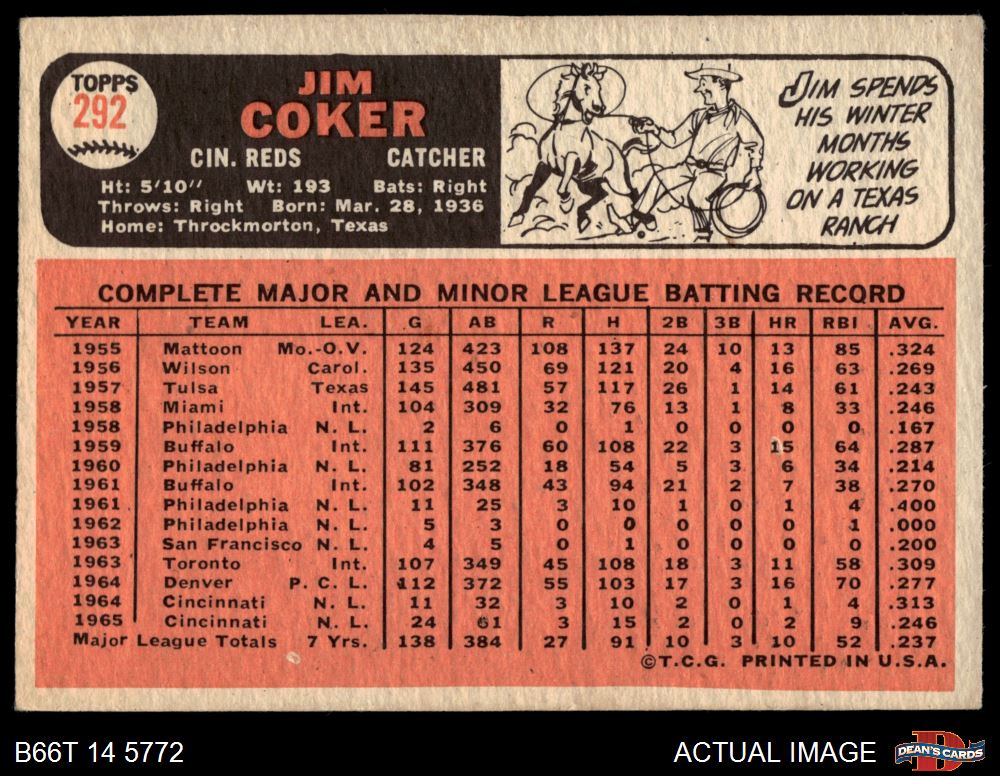 TOPPS
292
JIM
COKER
CIN. REDS CATCHER
Ht: 5'10" Wt: 193 Bats: Right
Throws: Right Born: Mar. 28, 1936
Home: Throckmorton, Texas
JIM SPENDS
HIS WINTER
MONTHS
WORKING
ON A TEXAS
RANCH
COMPLETE MAJOR AND MINOR LEAGUE BATTING RECORD
YEAR TEAM LEA. G AB R H 2B 3B HR RBI AVG.
1955 Mattoon Mo.-O.V. 124 423 108 137 24 10 13 85 .324
1956 Wilson Carol. 135 450 69 121 20 4 16 63 .269
1957 Tulsa Texas 145 481 57 117 26 1 14 61 .243
1958 Miami Int. 104 309 32 76 13 1 8 33 .246
1958 Philadelphia N. L. 2 6 0 1 0 0 0 0 .167
1959 Buffalo Int. 111 376 60 108 22 3 15 64 .287
1960 Philadelphia N. L. 81 252 18 54 5 3 6 34 .214
1961 Buffalo Int. 102 348 43 94 21 2 7 38 .270
1961 Philadelphia N. L. 11 25 3 10 1 0 1 4 .400
1962 Philadelphia N. L. 5 3 0 0 0 0 0 1 .000
1963 San Francisco N. L. 4 5 0 1 0 0 0 0 .200
1963 Toronto Int. 107 349 45 108 18 3 11 58 .309
1964 Denver P. C. L. 112 372 55 103 17 3 16 70 .277
1964 Cincinnati N. L. 11 32 3 10 2 0 1 4 .313
1965 Cincinnati N. L. 24 61 3 15 2 0 2 9 .246
Major League Totals 7 Yrs. 138 384 27 91 10 3 10 52 .237
©T.C.G. PRINTED IN U.S.A.
B66T 14 5772 ACTUAL IMAGE DEAN'S CARDS